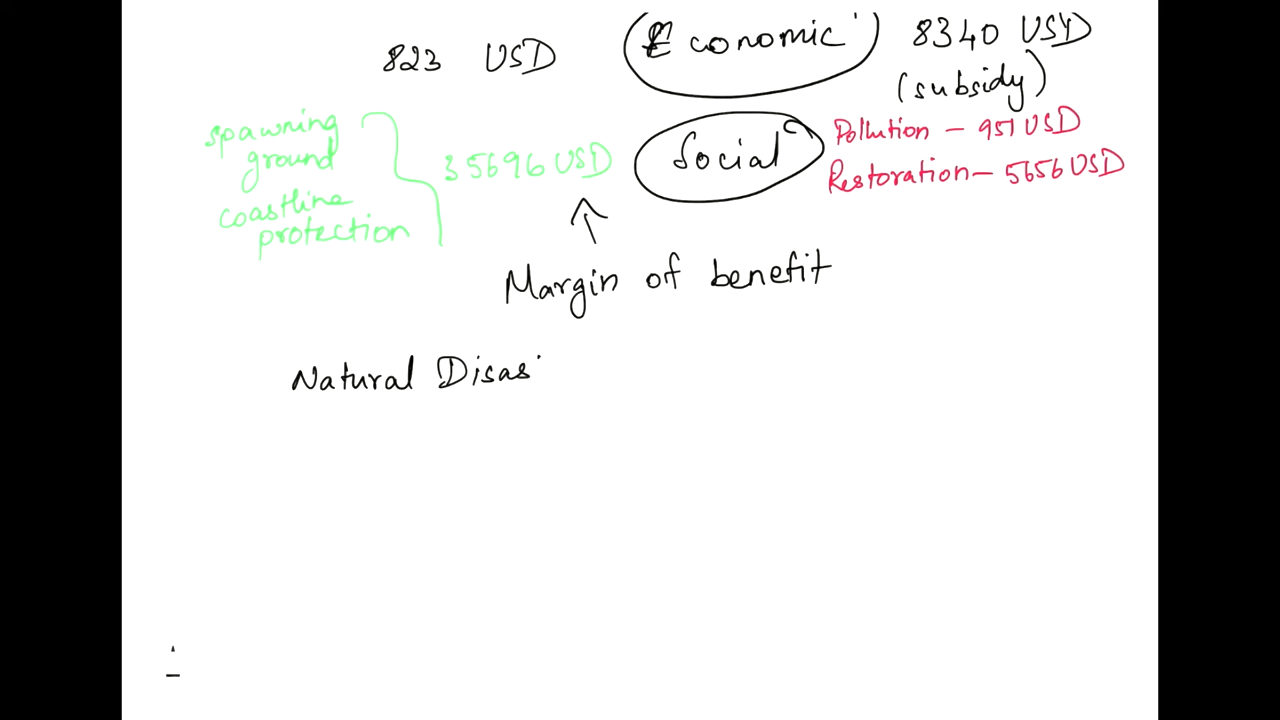 823 USD Economic 8340 USD
(subsidy)
spawning
ground
coastline
protection
35696 USD Social Pollution - 951 USD
Restoration - 5656 USD
Margin of benefit
Natural Disas